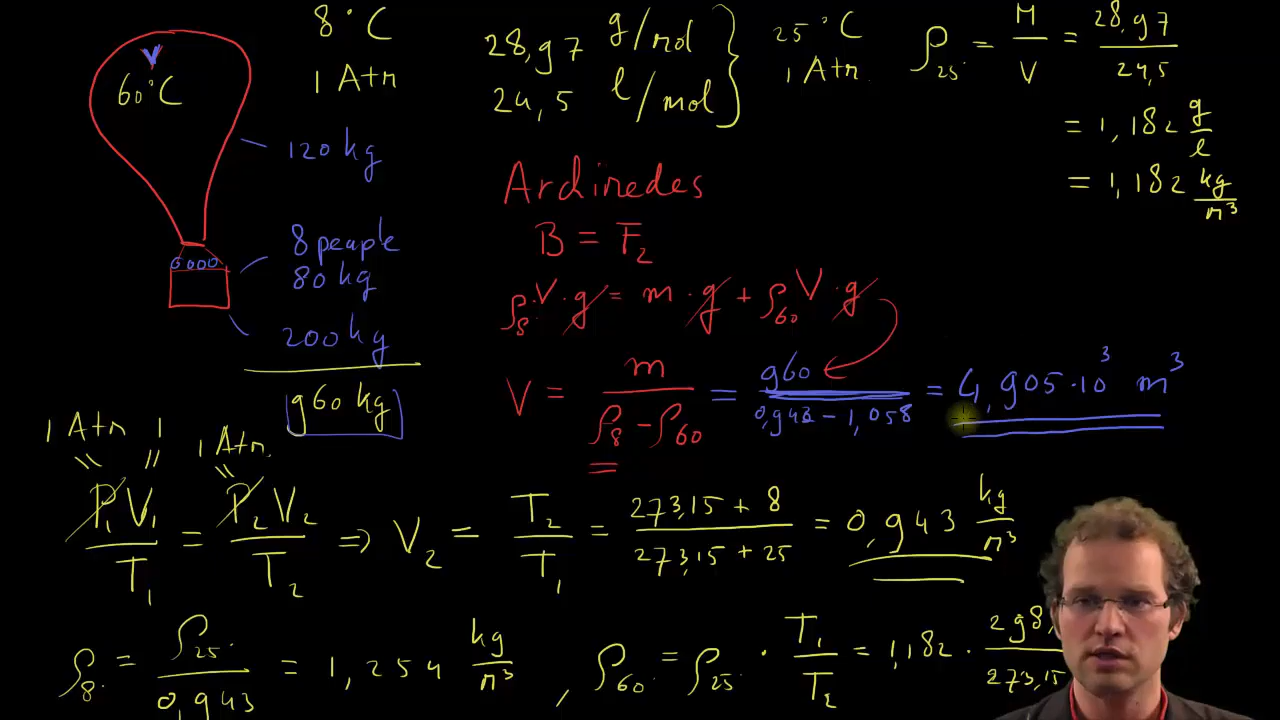 V
60°C
8°C
1 Atm
120 kg
8 people
80 kg
200 kg
960 kg
28,97 g/mol
24,5 l/mol
25°C
1 Atm.
ρ25. = M/V = 28,97/24,5
= 1,182 g/l
= 1,182 kg/m³
Archimedes
B = F2
ρ8·V·g = m·g + ρ60 V·g
V = m/(ρ8 - ρ60) = 960/(0,943 - 1,058) = 4,905·10³ m³
1 Atm 1 1 Atm.
P1V1/T1 = P2V2/T2 ⇒ V2 = T2/T1 = (273,15 + 8)/(273,15 + 25) = 0,943 kg/m³
ρ8. = ρ25./0,943 = 1,254 kg/m³, ρ60 = ρ25. · T1/T2 = 1,182 · 298,/273,15